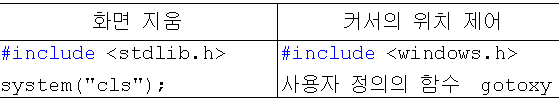 화면 지움
커서의 위치 제어
#include <stdlib.h>
system("cls");
#include <windows.h>
사용자 정의의 함수  gotoxy